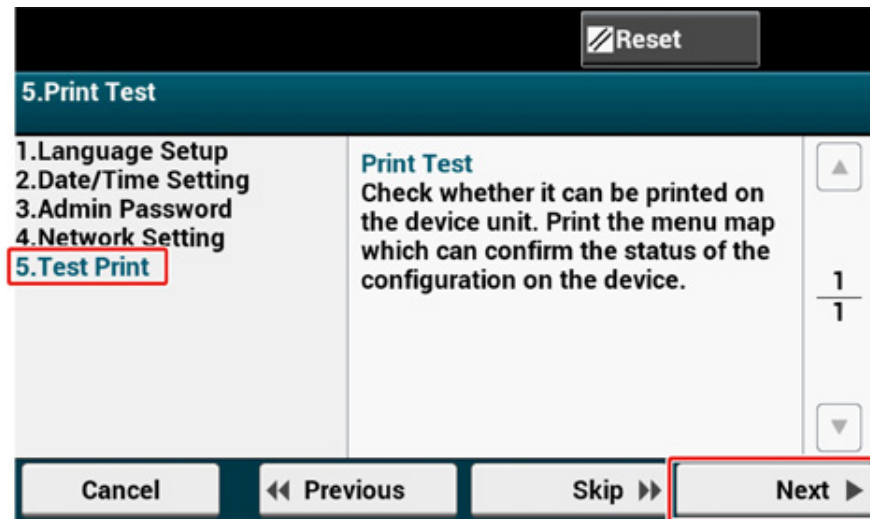 Reset
5.Print Test
1.Language Setup
2.Date/Time Setting
3.Admin Password
4.Network Setting
5.Test Print
Print Test
Check whether it can be printed on
the device unit. Print the menu map
which can confirm the status of the
configuration on the device.
1
1
Cancel
Previous
Skip
Next